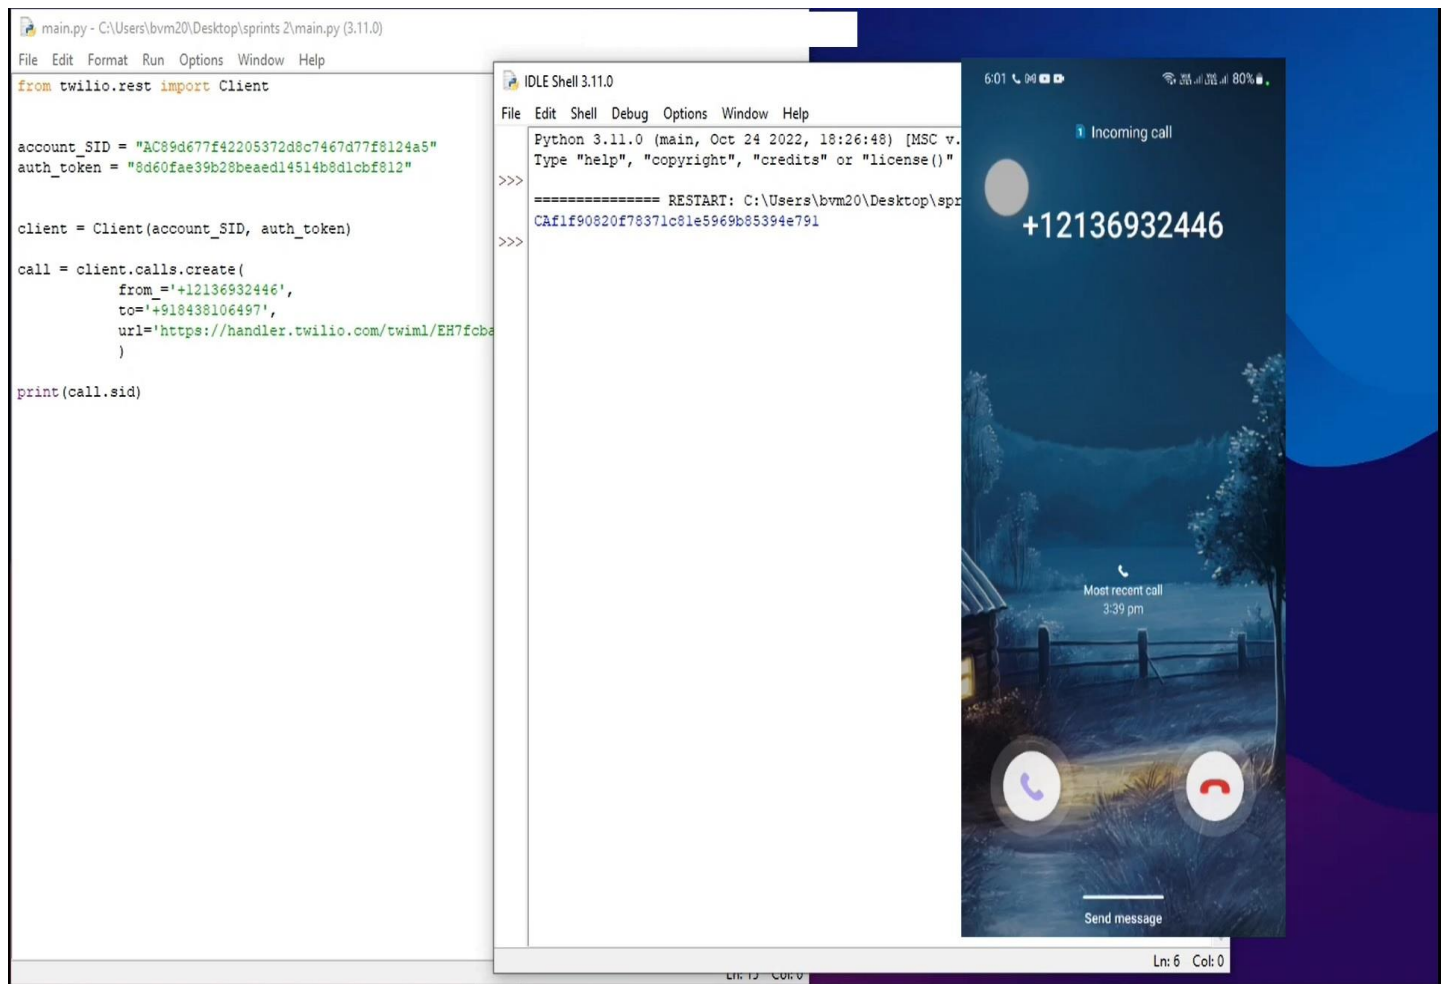 main.py - C:\Users\bvm20\Desktop\sprints 2\main.py (3.11.0)
File Edit Format Run Options Window Help
from twilio.rest import Client
account_SID = "AC89d677f42205372d8c7467d77f8124a5"
auth_token = "8d60fae39b28beaed14514b8d1cbf812"
client = Client(account_SID, auth_token)
call = client.calls.create(
from_='+12136932446',
to='+918438106497',
url='https://handler.twilio.com/twiml/EH7fcba
)
print(call.sid)
IDLE Shell 3.11.0
File Edit Shell Debug Options Window Help
Python 3.11.0 (main, Oct 24 2022, 18:26:48) [MSC v.
Type "help", "copyright", "credits" or "license()"
>>>
=============== RESTART: C:\Users\bvm20\Desktop\spr
CAf1f90820f78371c81e5969b85394e791
>>>
Ln: 6 Col: 0
6:01 80%
1 Incoming call
+12136932446
Most recent call
3:39 pm
Send message